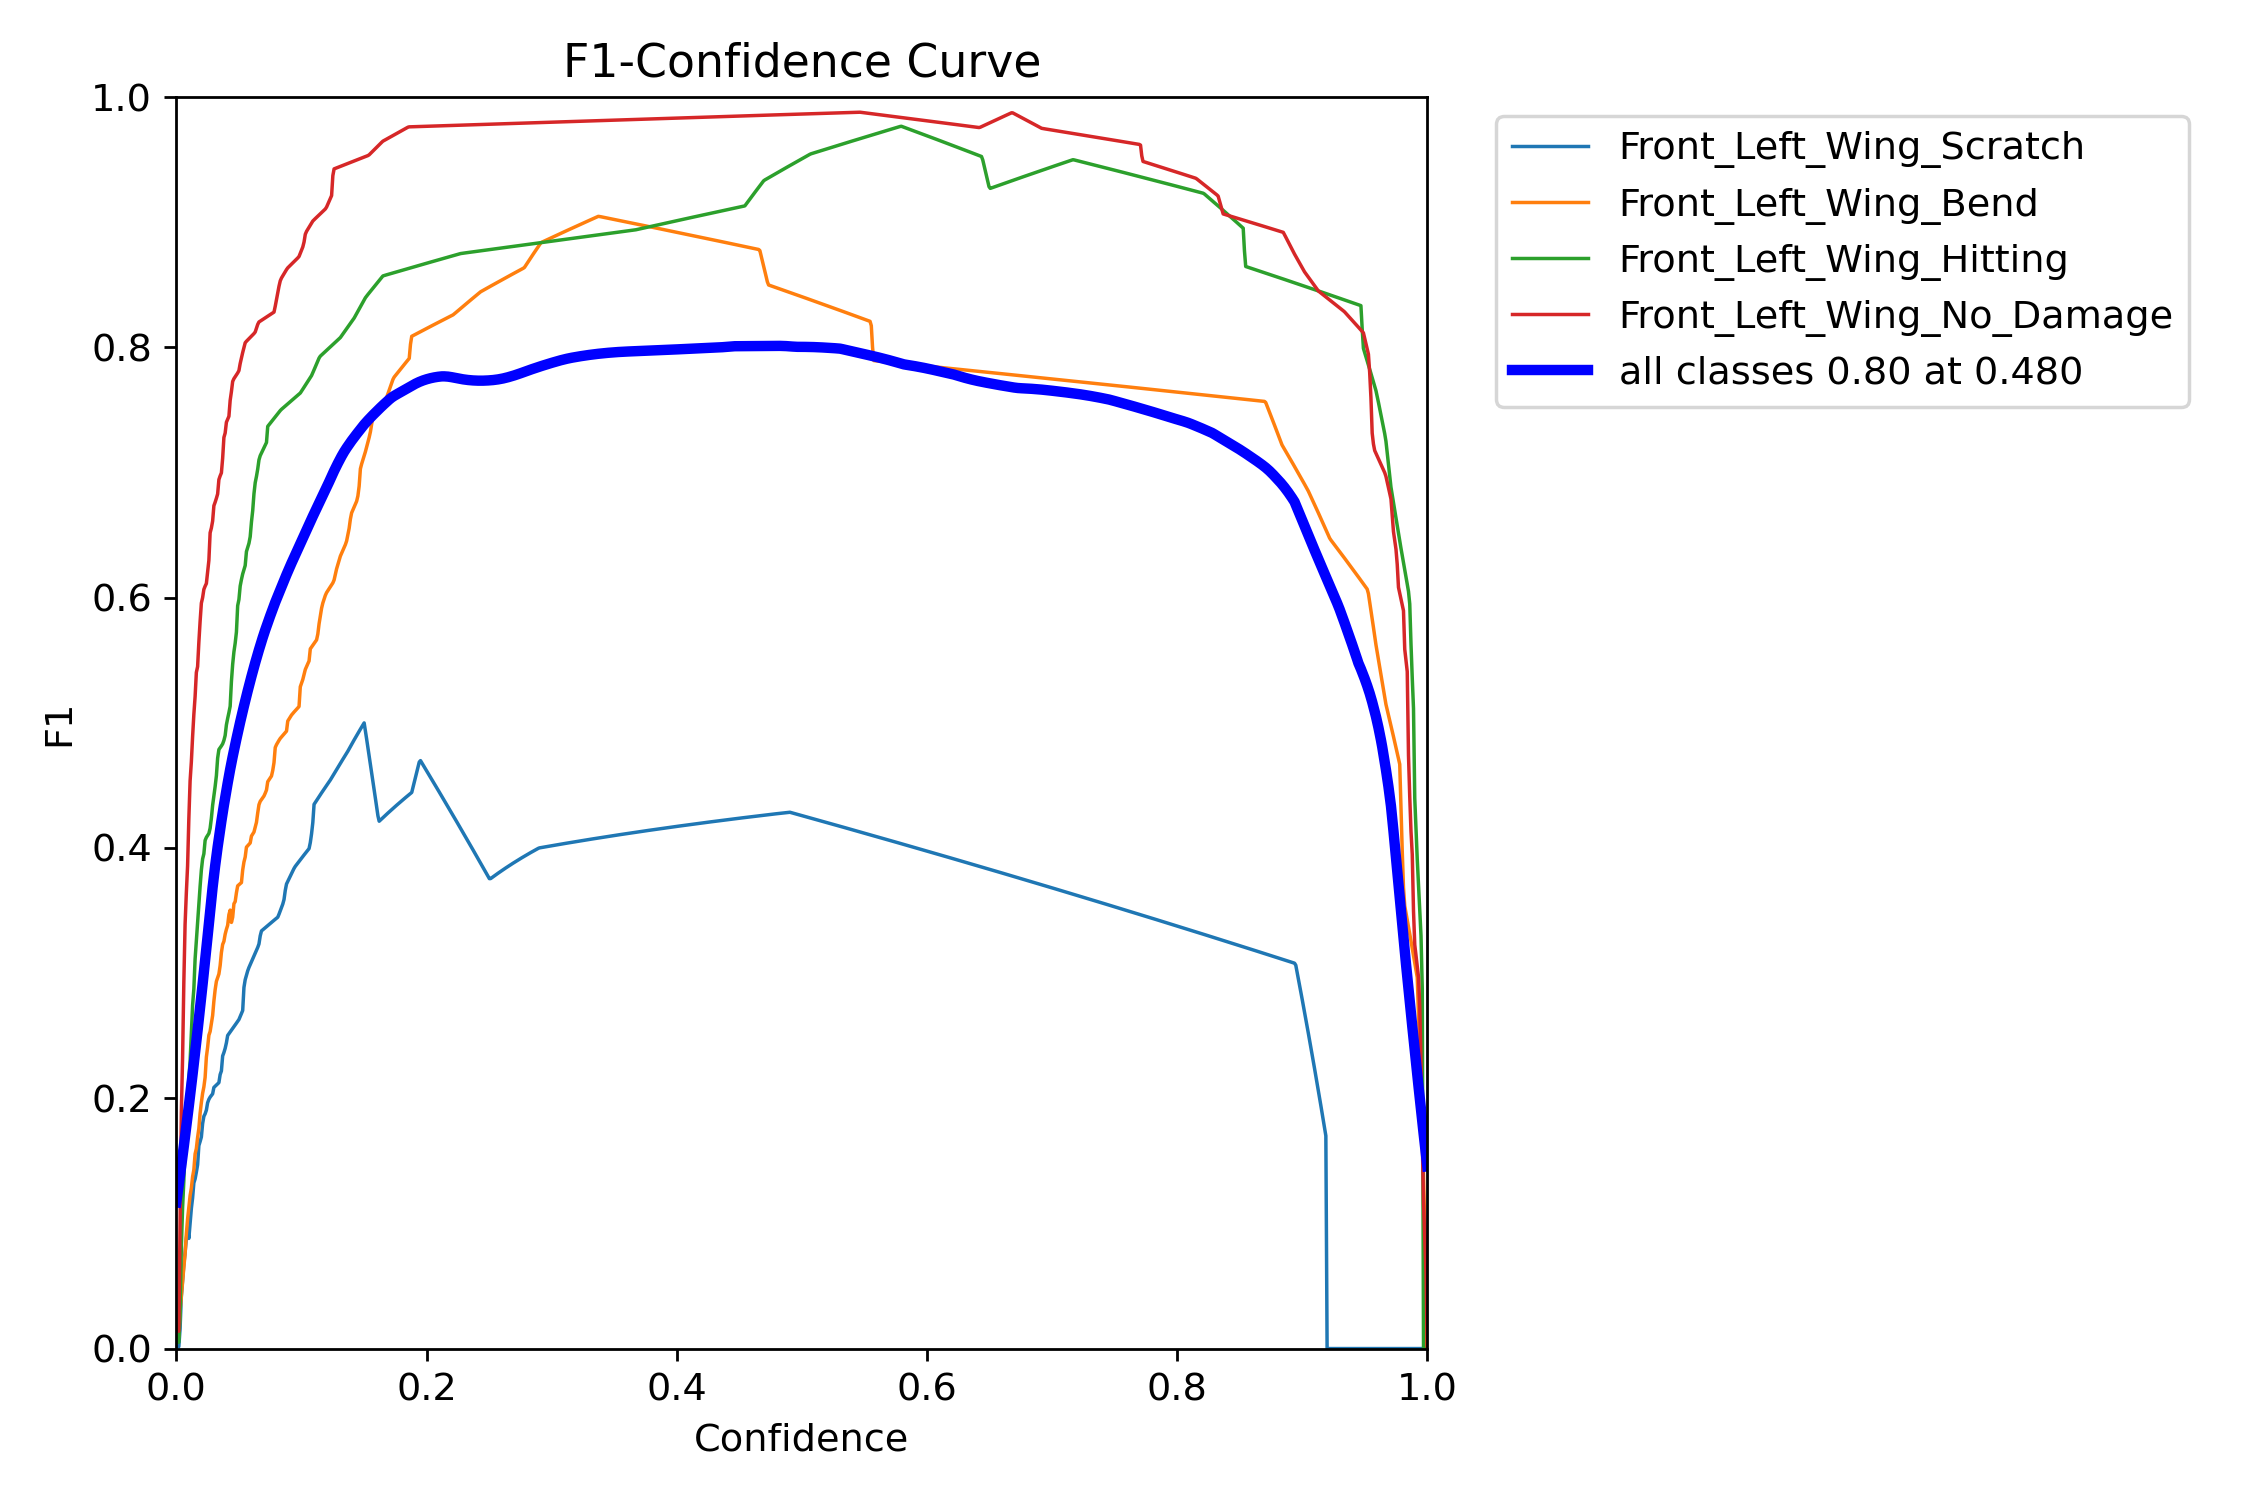 F1-Confidence Curve
1.0
0.8
0.6
0.4
0.2
0.0
F1
0.0 0.2 0.4 0.6 0.8 1.0
Confidence
Front_Left_Wing_Scratch
Front_Left_Wing_Bend
Front_Left_Wing_Hitting
Front_Left_Wing_No_Damage
all classes 0.80 at 0.480